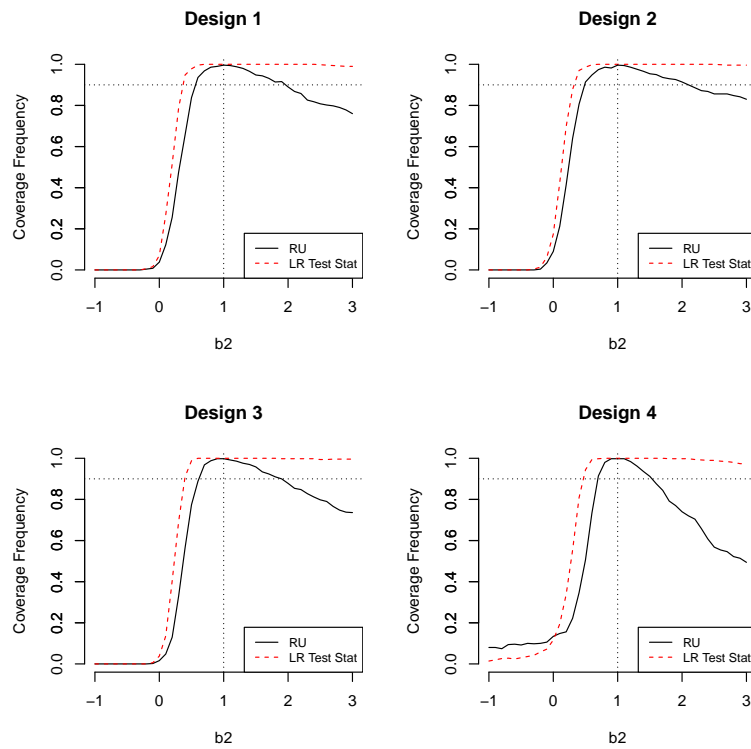 Design 1
Coverage Frequency
1.0
0.8
0.6
0.4
0.2
0.0
RU
LR Test Stat
−1 0 1 2 3
b2
Design 2
Coverage Frequency
1.0
0.8
0.6
0.4
0.2
0.0
RU
LR Test Stat
−1 0 1 2 3
b2
Design 3
Coverage Frequency
1.0
0.8
0.6
0.4
0.2
0.0
RU
LR Test Stat
−1 0 1 2 3
b2
Design 4
Coverage Frequency
1.0
0.8
0.6
0.4
0.2
0.0
RU
LR Test Stat
−1 0 1 2 3
b2